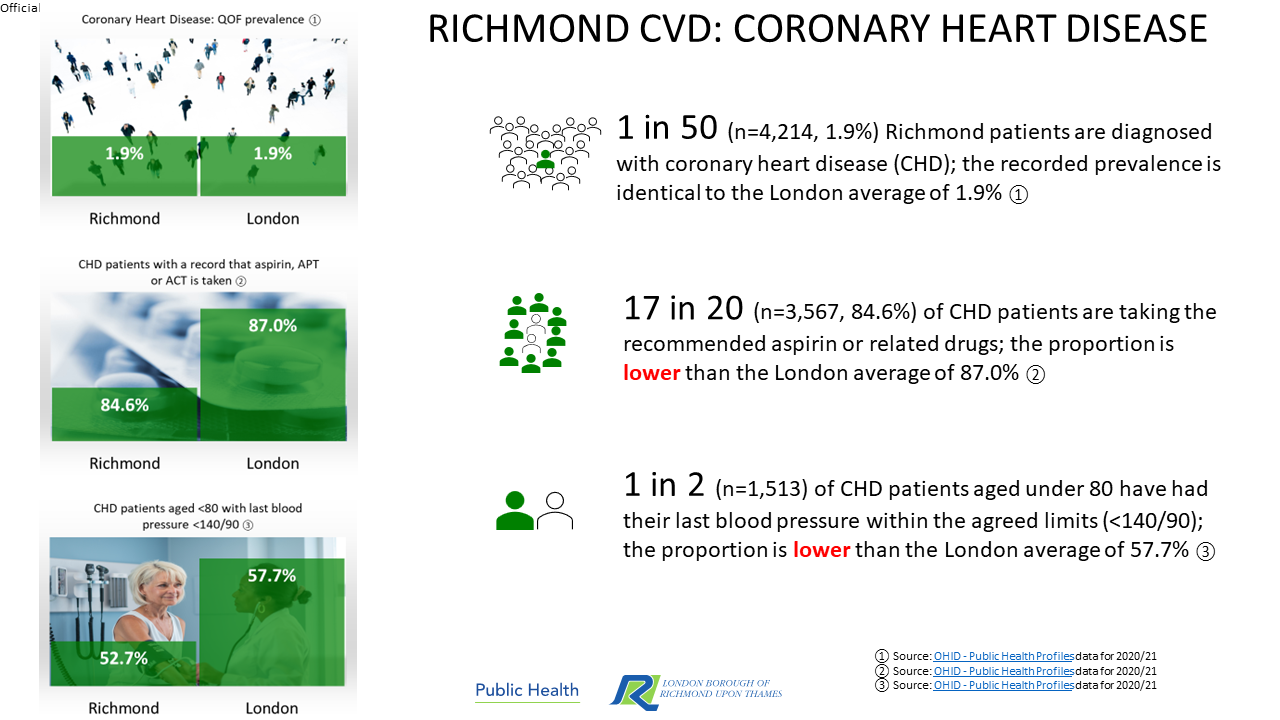 Official
Coronary Heart Disease: QOF prevalence ①
1.9%
1.9%
Richmond
London
CHD patients with a record that aspirin, APT
or ACT is taken ②
87.0%
84.6%
Richmond
London
CHD patients aged <80 with last blood
pressure <140/90 ③
57.7%
52.7%
Richmond
London
RICHMOND CVD: CORONARY HEART DISEASE
1 in 50 (n=4,214, 1.9%) Richmond patients are diagnosed
with coronary heart disease (CHD); the recorded prevalence is
identical to the London average of 1.9% ①
17 in 20 (n=3,567, 84.6%) of CHD patients are taking the
recommended aspirin or related drugs; the proportion is
lower than the London average of 87.0% ②
1 in 2 (n=1,513) of CHD patients aged under 80 have had
their last blood pressure within the agreed limits (<140/90);
the proportion is lower than the London average of 57.7% ③
① Source: OHID - Public Health Profiles data for 2020/21
② Source: OHID - Public Health Profiles data for 2020/21
③ Source: OHID - Public Health Profiles data for 2020/21
Public Health
LONDON BOROUGH OF
RICHMOND UPON THAMES